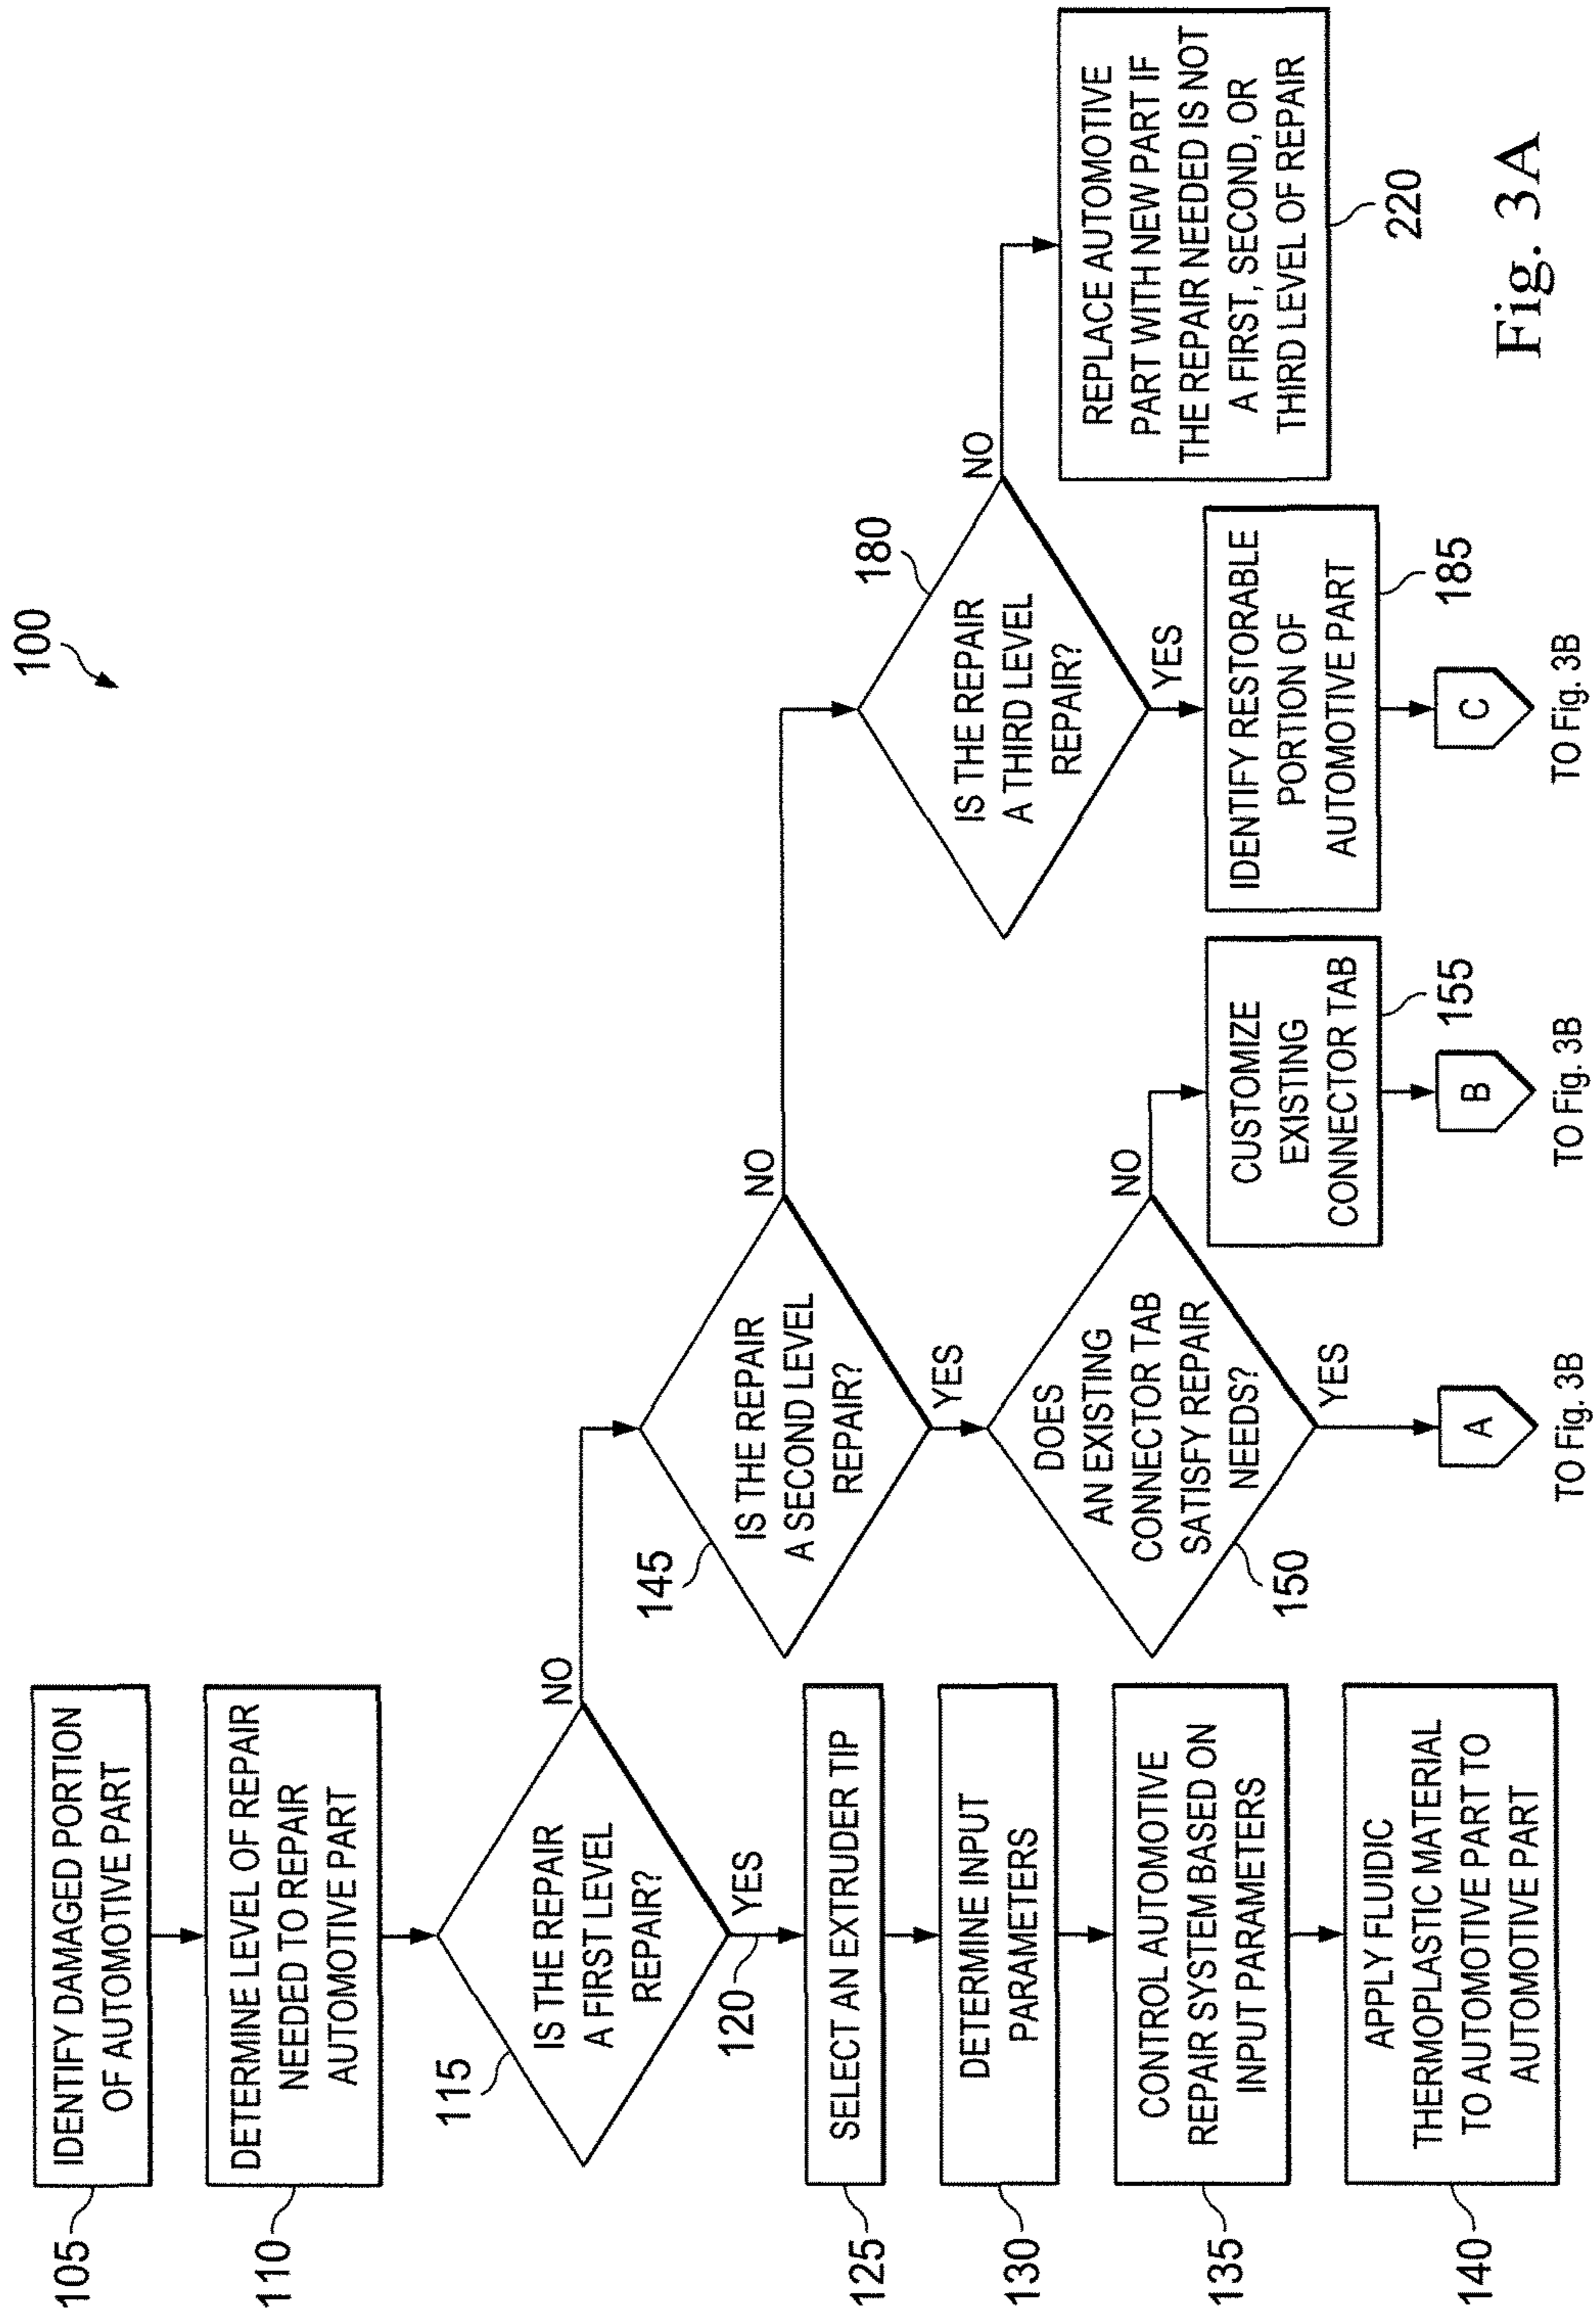 100
105
IDENTIFY DAMAGED PORTION
OF AUTOMOTIVE PART
110
DETERMINE LEVEL OF REPAIR
NEEDED TO REPAIR
AUTOMOTIVE PART
115
IS THE REPAIR
A FIRST LEVEL
REPAIR?
NO
120
YES
125
SELECT AN EXTRUDER TIP
130
DETERMINE INPUT
PARAMETERS
135
CONTROL AUTOMOTIVE
REPAIR SYSTEM BASED ON
INPUT PARAMETERS
140
APPLY FLUIDIC
THERMOPLASTIC MATERIAL
TO AUTOMOTIVE PART TO
AUTOMOTIVE PART
145
IS THE REPAIR
A SECOND LEVEL
REPAIR?
NO
YES
DOES
AN EXISTING
CONNECTOR TAB
SATISFY REPAIR
NEEDS?
150
NO
YES
A
TO Fig. 3B
CUSTOMIZE
EXISTING
CONNECTOR TAB
155
B
TO Fig. 3B
180
IS THE REPAIR
A THIRD LEVEL
REPAIR?
NO
YES
IDENTIFY RESTORABLE
PORTION OF
AUTOMOTIVE PART
185
C
TO Fig. 3B
REPLACE AUTOMOTIVE
PART WITH NEW PART IF
THE REPAIR NEEDED IS NOT
A FIRST, SECOND, OR
THIRD LEVEL OF REPAIR
220
Fig. 3A